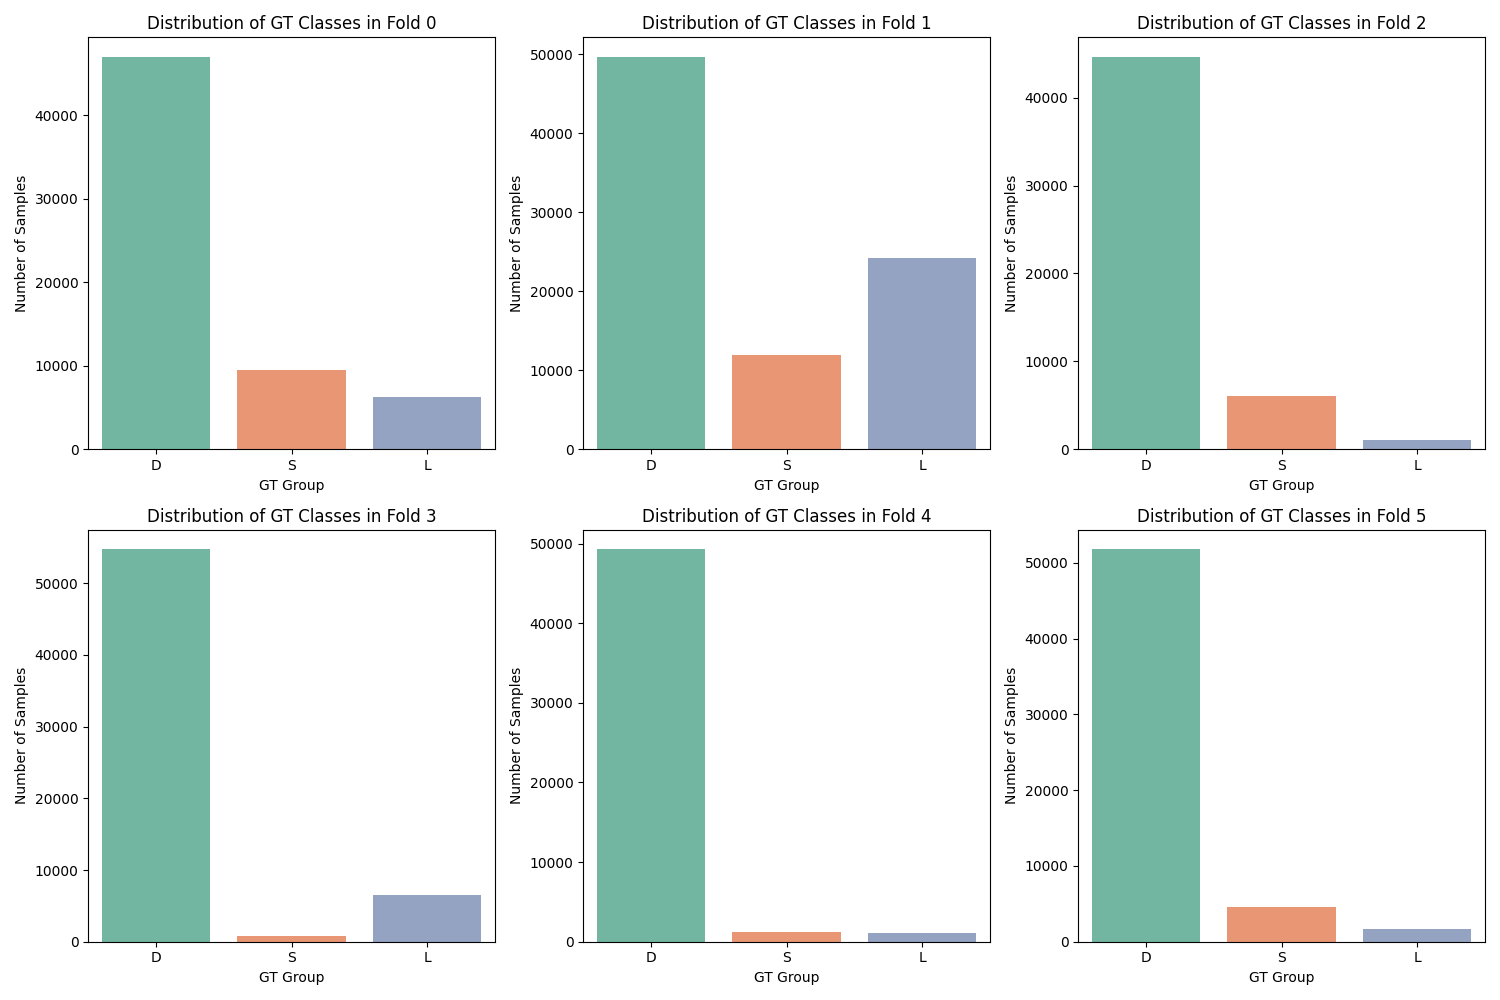 Distribution of GT Classes in Fold 0
Number of Samples
40000
30000
20000
10000
0
D S L
GT Group
Distribution of GT Classes in Fold 1
Number of Samples
50000
40000
30000
20000
10000
0
D S L
GT Group
Distribution of GT Classes in Fold 2
Number of Samples
40000
30000
20000
10000
0
D S L
GT Group
Distribution of GT Classes in Fold 3
Number of Samples
50000
40000
30000
20000
10000
0
D S L
GT Group
Distribution of GT Classes in Fold 4
Number of Samples
50000
40000
30000
20000
10000
0
D S L
GT Group
Distribution of GT Classes in Fold 5
Number of Samples
50000
40000
30000
20000
10000
0
D S L
GT Group